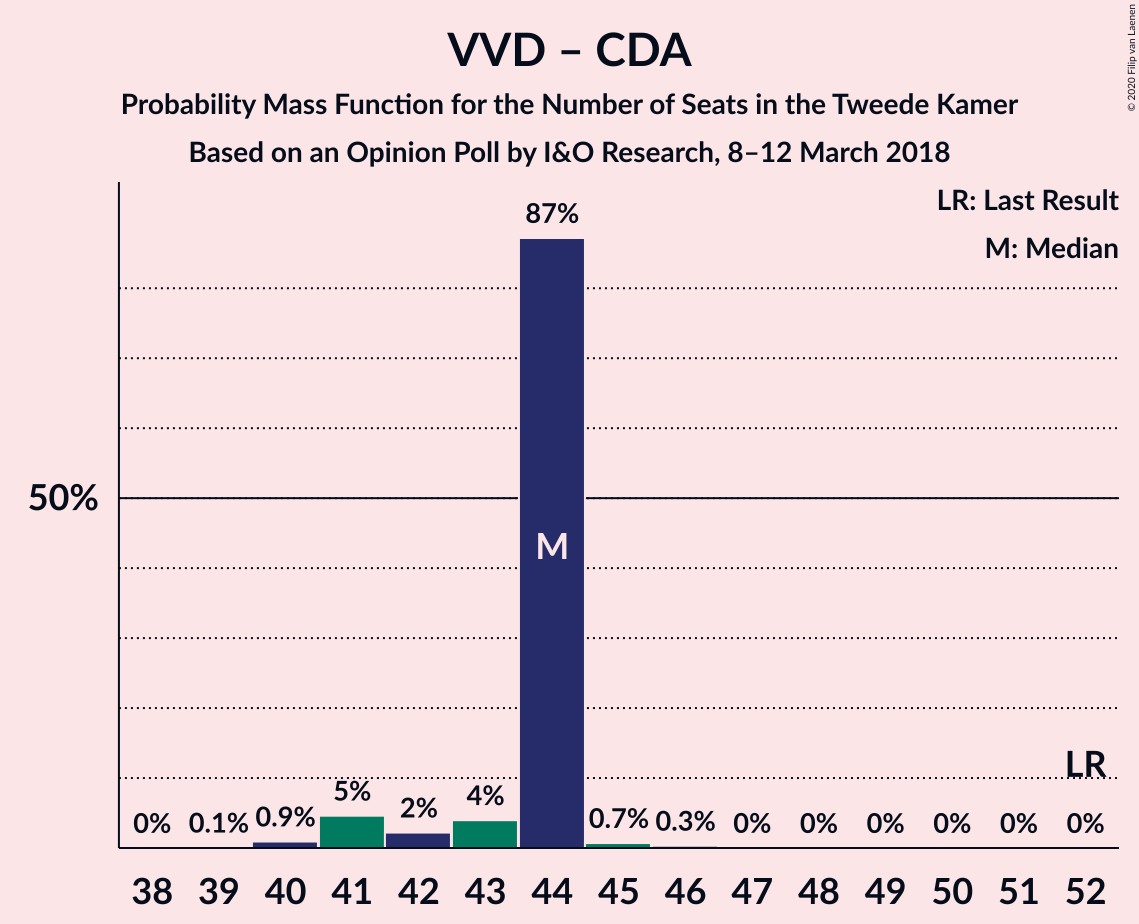 VVD – CDA
Probability Mass Function for the Number of Seats in the Tweede Kamer
Based on an Opinion Poll by I&O Research, 8–12 March 2018
© 2020 Filip van Laenen
LR: Last Result
M: Median
87%
50%
M
LR
0% 0.1% 0.9% 5% 2% 4% 0.7% 0.3% 0% 0% 0% 0% 0% 0%
38 39 40 41 42 43 44 45 46 47 48 49 50 51 52